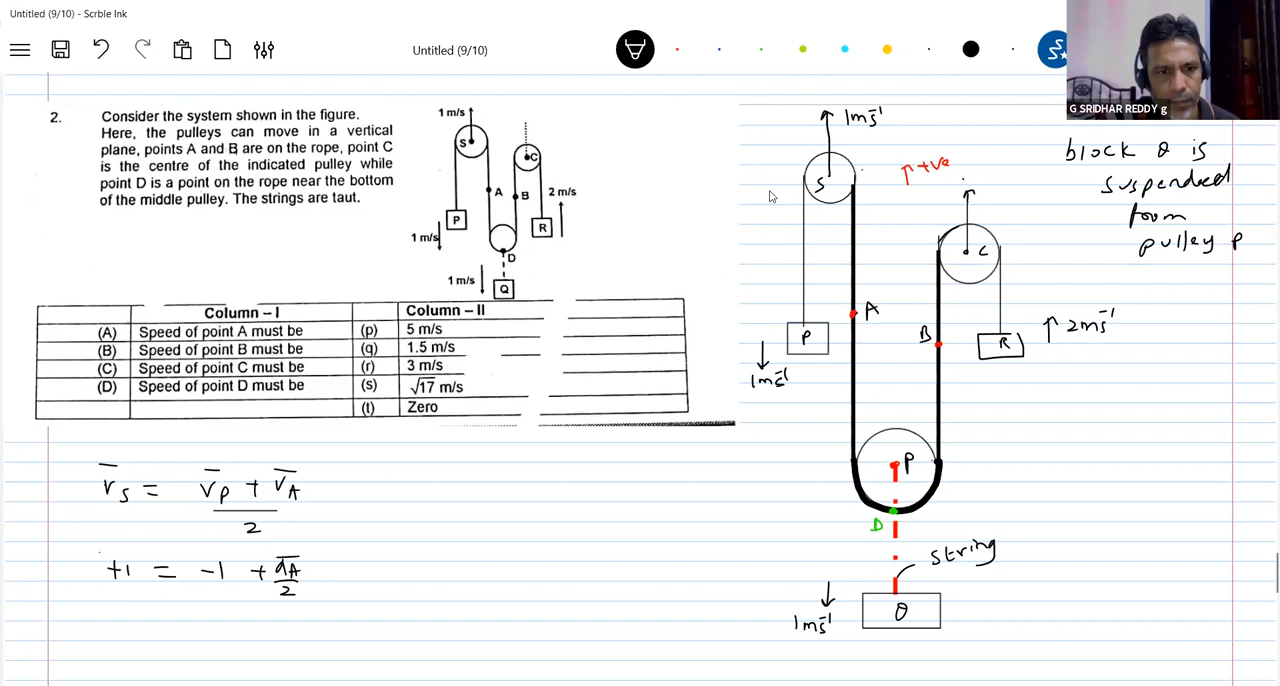 Untitled (9/10) - Scrble Ink
Untitled (9/10)
G SRIDHAR REDDY g
2. Consider the system shown in the figure.
Here, the pulleys can move in a vertical
plane, points A and B are on the rope, point C
is the centre of the indicated pulley while
point D is a point on the rope near the bottom
of the middle pulley. The strings are taut.
1 m/s
S
C
A
B
2 m/s
P
R
1 m/s
D
1 m/s
Q
Column – I Column – II
(A) Speed of point A must be (p) 5 m/s
(B) Speed of point B must be (q) 1.5 m/s
(C) Speed of point C must be (r) 3 m/s
(D) Speed of point D must be (s) √17 m/s
(t) Zero
V̄S = V̄P + V̄A / 2
+1 = -1 + v̄A / 2
1ms⁻¹
S
↑ +ve
C
A
B
P
R
↑ 2ms⁻¹
1ms⁻¹
P
D
string
1ms⁻¹
Q
block Q is
suspended
from
pulley P